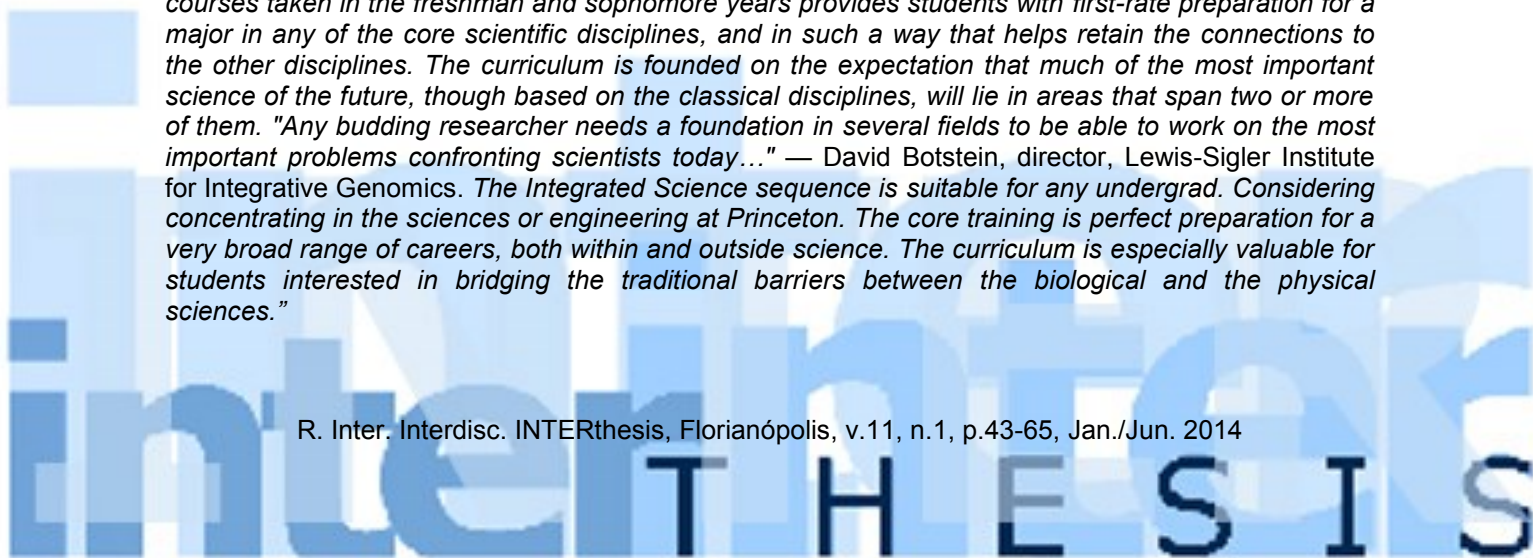 courses taken in the freshman and sophomore years provides students with first-rate preparation for a
major in any of the core scientific disciplines, and in such a way that helps retain the connections to
the other disciplines. The curriculum is founded on the expectation that much of the most important
science of the future, though based on the classical disciplines, will lie in areas that span two or more
of them. "Any budding researcher needs a foundation in several fields to be able to work on the most
important problems confronting scientists today…" — David Botstein, director, Lewis-Sigler Institute
for Integrative Genomics. The Integrated Science sequence is suitable for any undergrad. Considering
concentrating in the sciences or engineering at Princeton. The core training is perfect preparation for a
very broad range of careers, both within and outside science. The curriculum is especially valuable for
students interested in bridging the traditional barriers between the biological and the physical
sciences.”
R. Inter. Interdisc. INTERthesis, Florianópolis, v.11, n.1, p.43-65, Jan./Jun. 2014
inter
THESIS